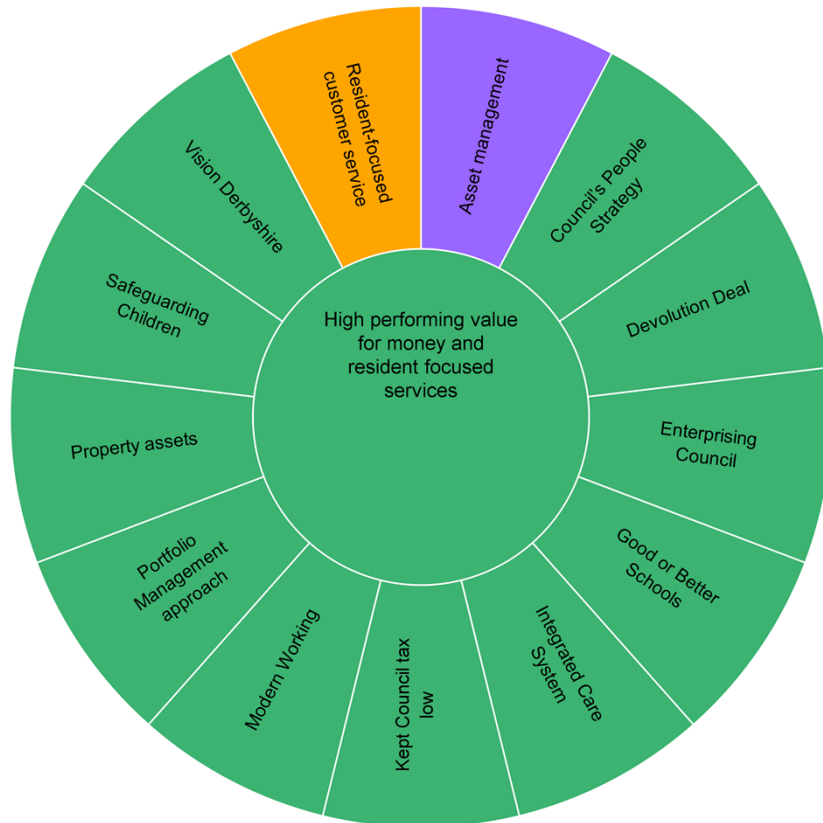 High performing value
for money and
resident focused
services
Asset management
Council's People
Strategy
Devolution Deal
Enterprising
Council
Good or Better
Schools
Integrated Care
System
Kept Council tax
low
Modern Working
Portfolio
Management
approach
Property assets
Safeguarding
Children
Vision Derbyshire
Resident-focused
customer service